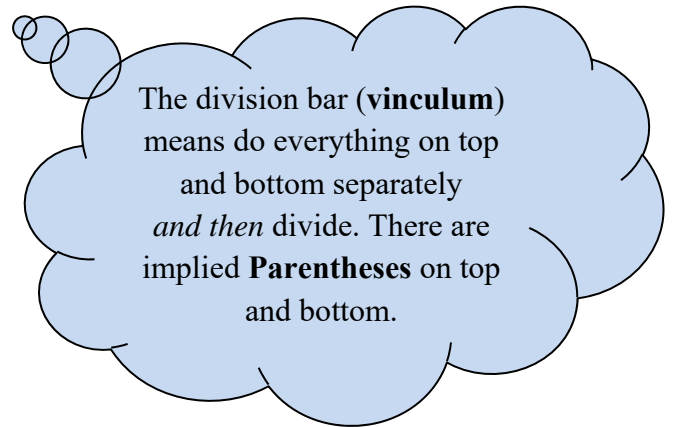 The division bar (vinculum)
means do everything on top
and bottom separately
and then divide. There are
implied Parentheses on top
and bottom.